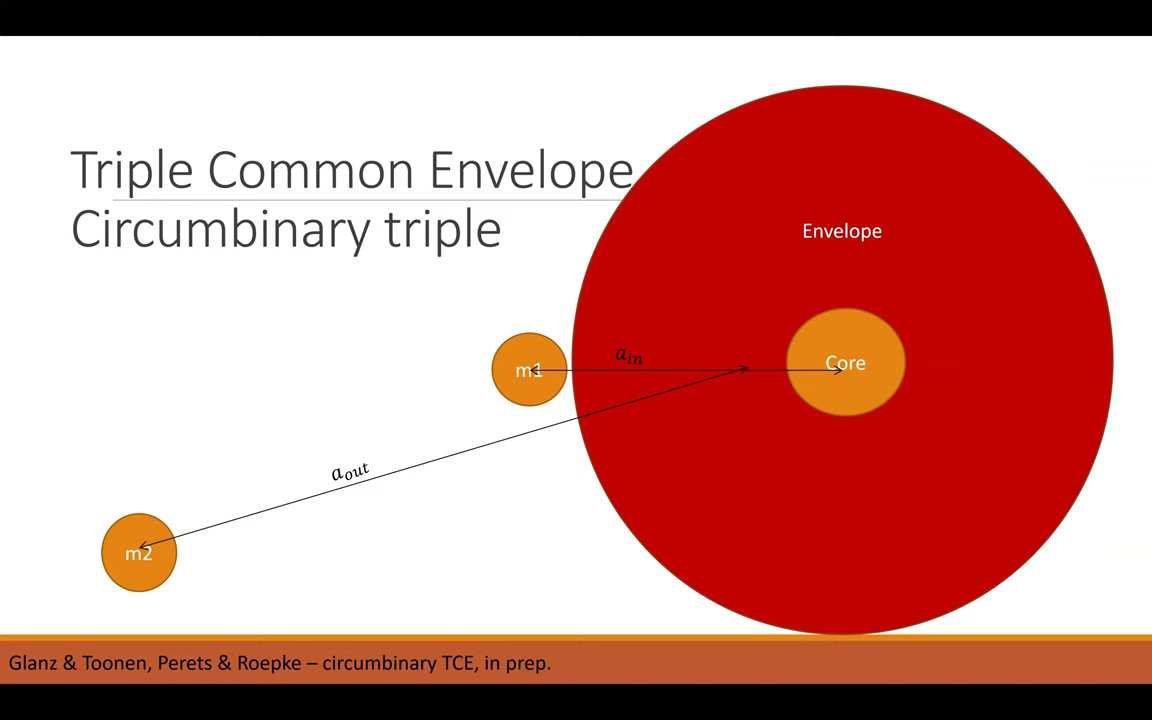 Triple Common Envelope
Circumbinary triple
Envelope
Core
m1
a_in
a_out
m2
Glanz & Toonen, Perets & Roepke – circumbinary TCE, in prep.